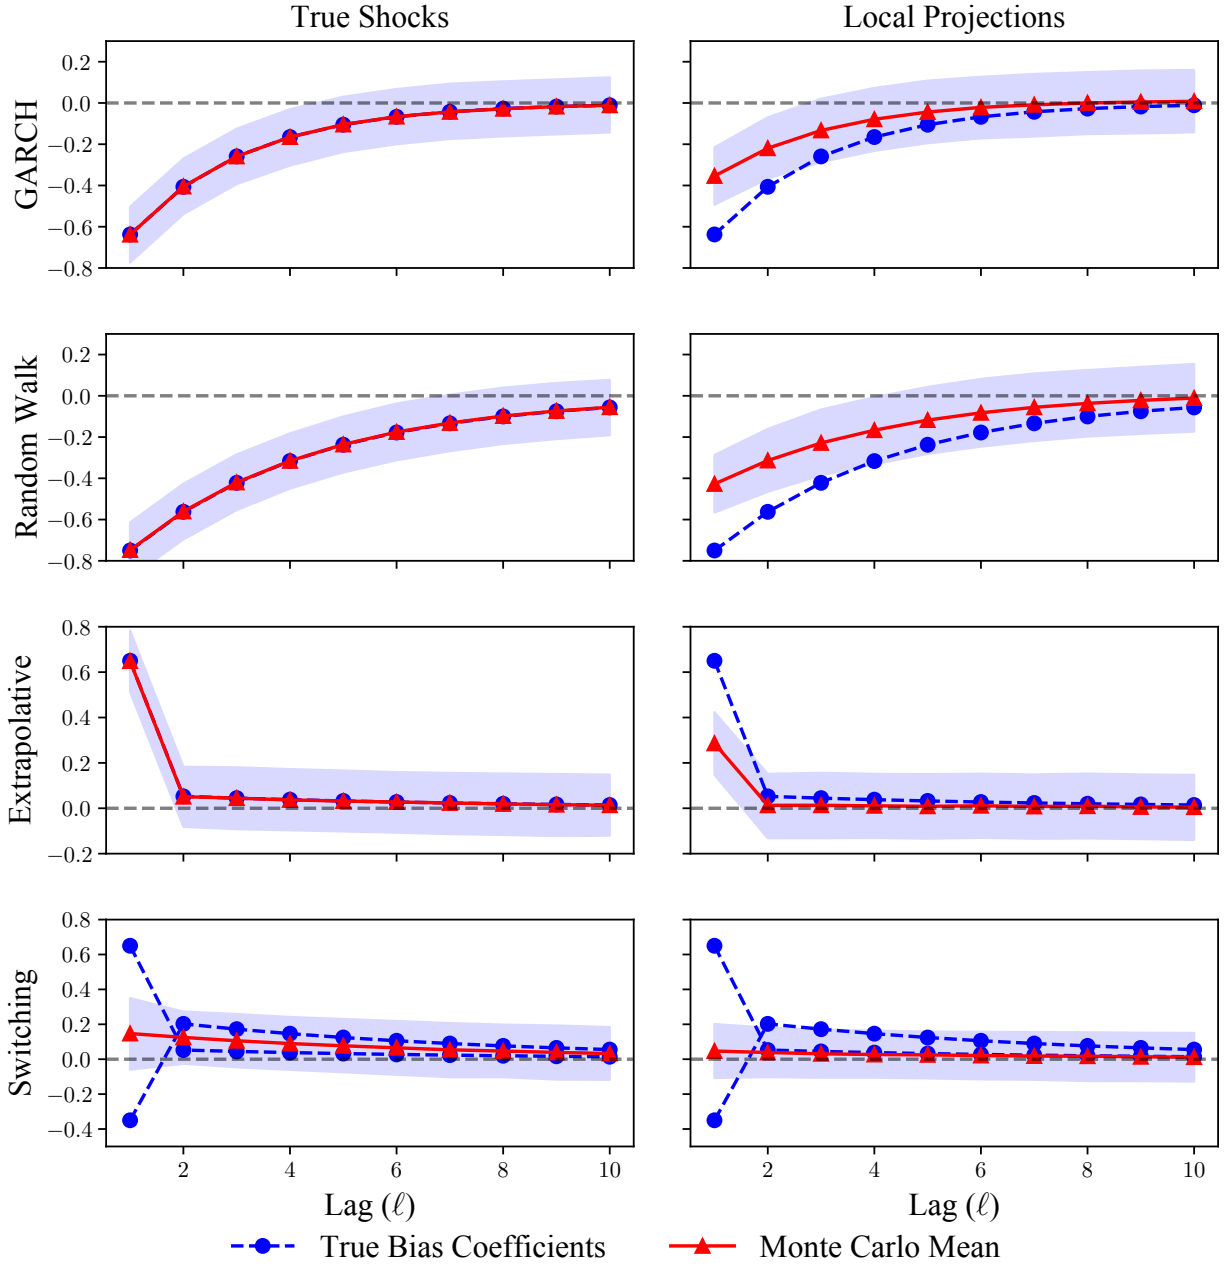 True Shocks
Local Projections
GARCH
0.2
0.0
−0.2
−0.4
−0.6
−0.8
Random Walk
0.2
0.0
−0.2
−0.4
−0.6
−0.8
Extrapolative
0.8
0.6
0.4
0.2
0.0
−0.2
Switching
0.8
0.6
0.4
0.2
0.0
−0.2
−0.4
2 4 6 8 10
2 4 6 8 10
Lag (ℓ)
Lag (ℓ)
True Bias Coefficients
Monte Carlo Mean